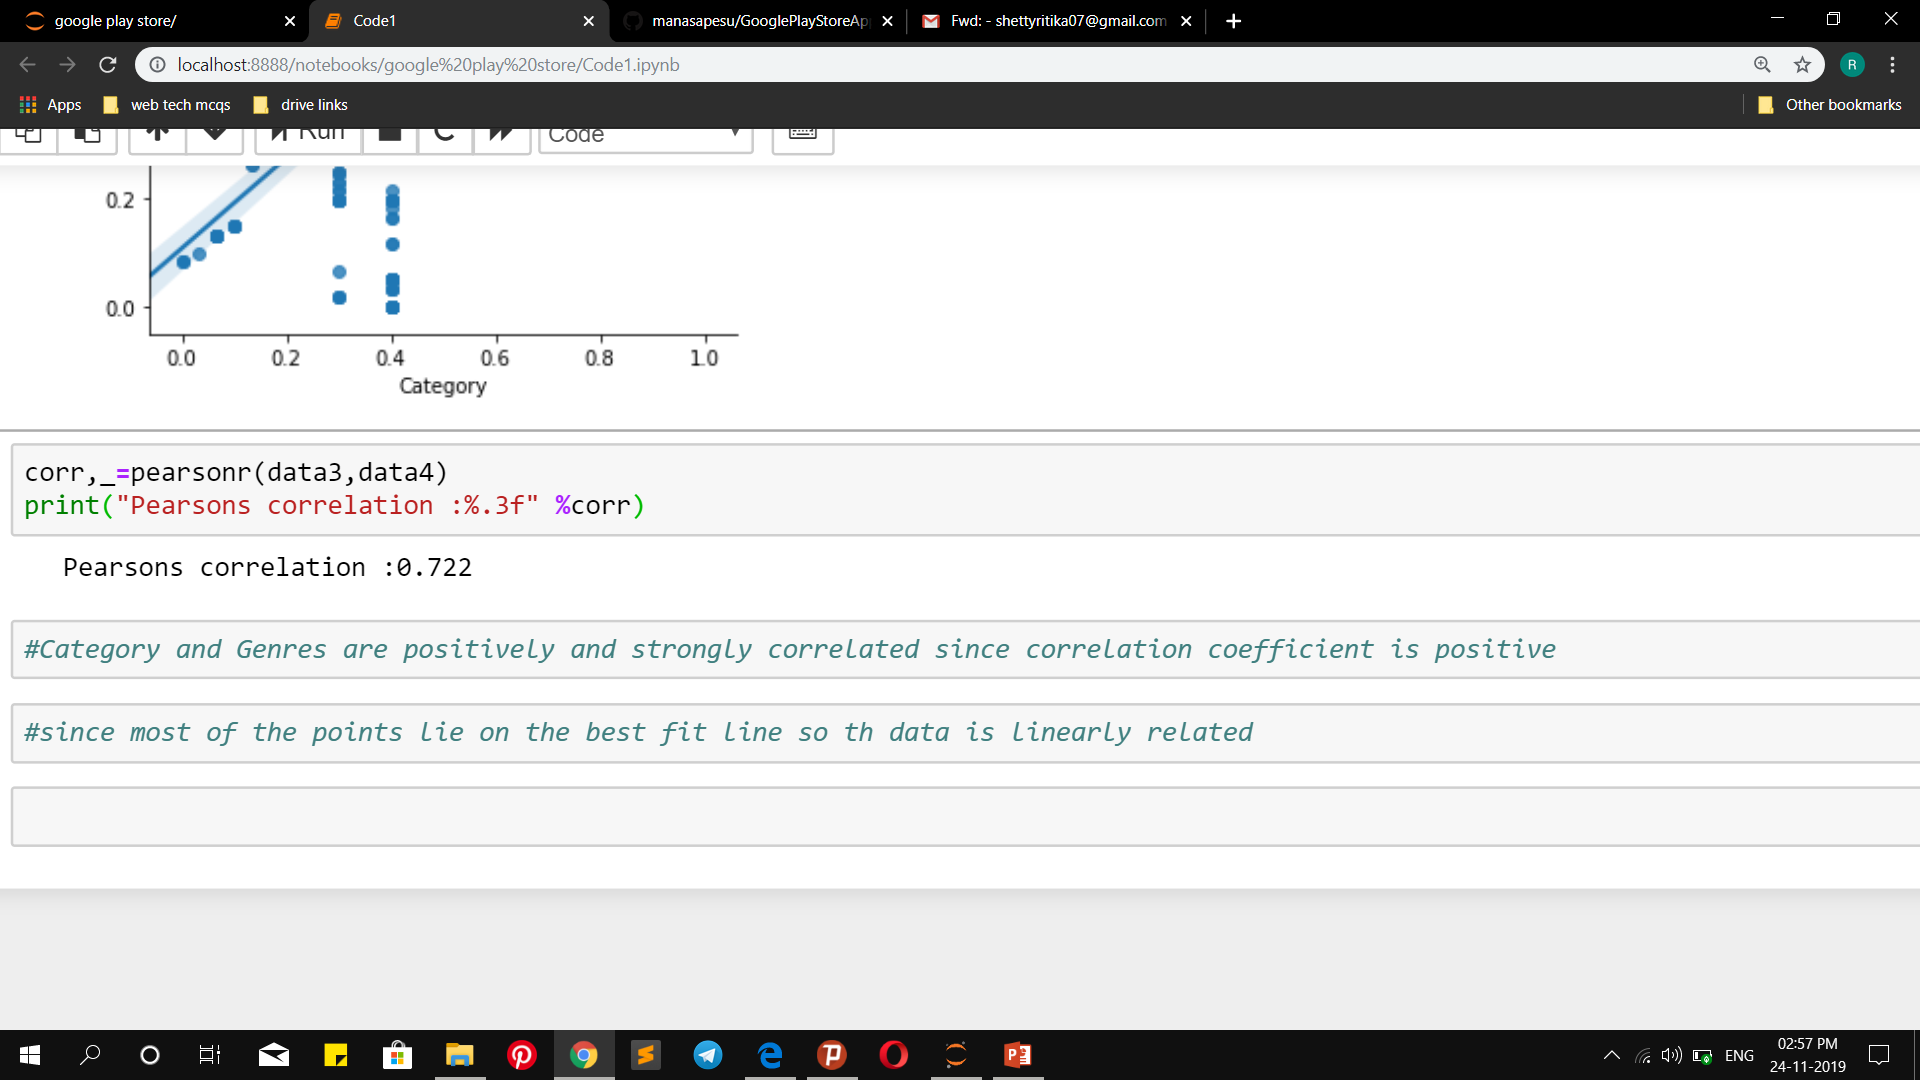 google play store/
Code1
manasapesu/GooglePlayStoreAp
Fwd: - shettyritika07@gmail.com
localhost:8888/notebooks/google%20play%20store/Code1.ipynb
R
Apps
web tech mcqs
drive links
Other bookmarks
Run
Code
0.2
0.0
0.0 0.2 0.4 0.6 0.8 1.0
Category
corr,_=pearsonr(data3,data4)
print("Pearsons correlation :%.3f" %corr)
Pearsons correlation :0.722
#Category and Genres are positively and strongly correlated since correlation coefficient is positive
#since most of the points lie on the best fit line so th data is linearly related
ENG
02:57 PM
24-11-2019